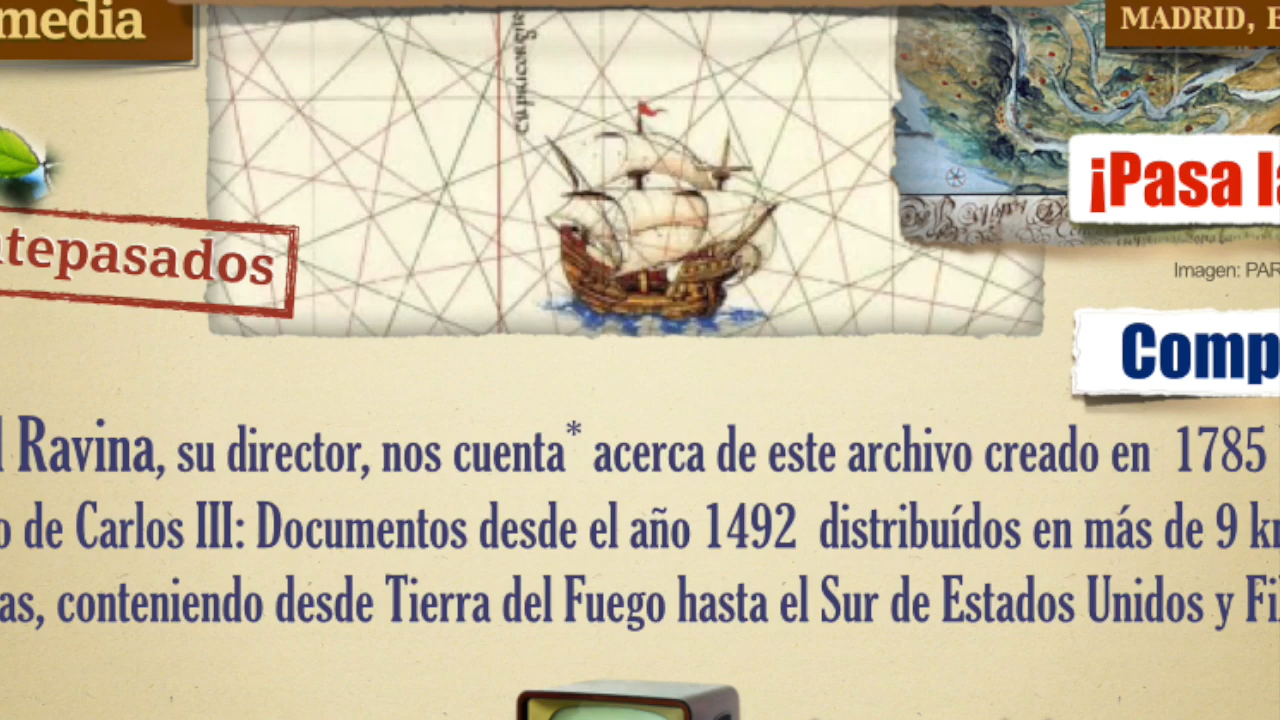 media
MADRID, E
capricorni
¡Pasa la
tepasados
Imagen: PAR
Comp
l Ravina, su director, nos cuenta* acerca de este archivo creado en 1785
o de Carlos III: Documentos desde el año 1492 distribuídos en más de 9 k
as, conteniendo desde Tierra del Fuego hasta el Sur de Estados Unidos y Fi